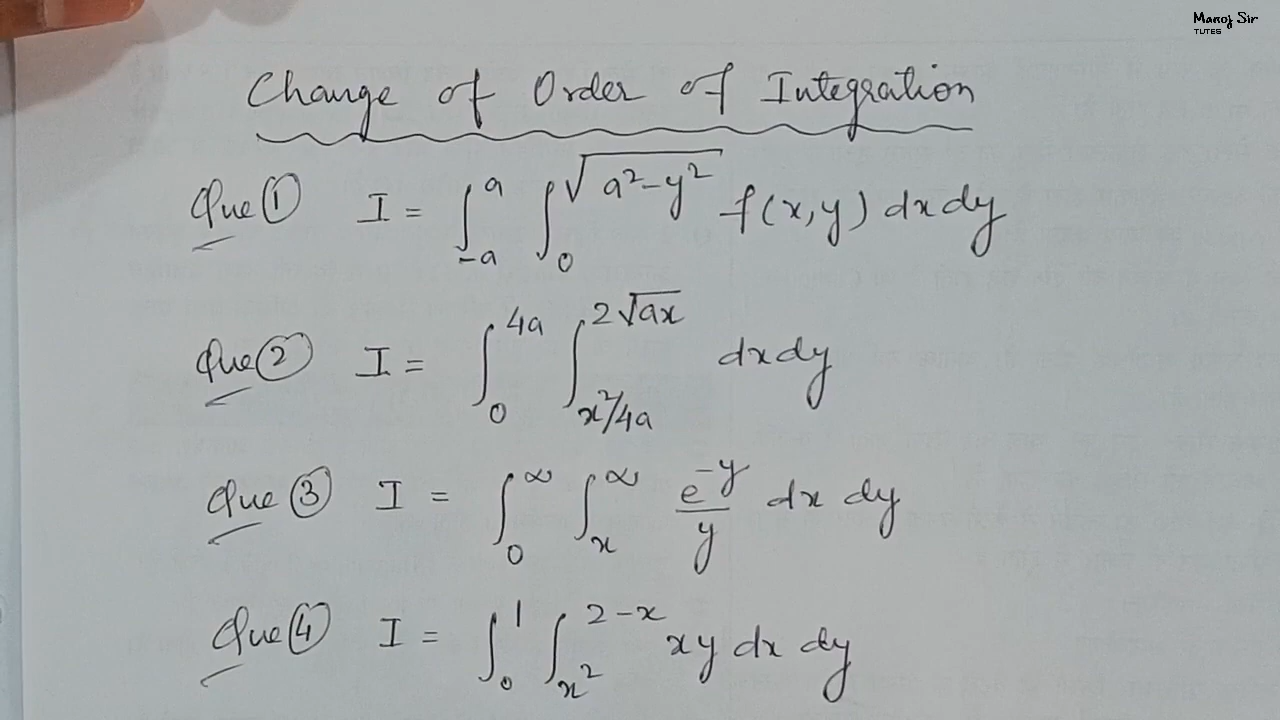 Manoj Sir
TUTES
Change of Order of Integration
Que ① I = ∫_{-a}^{a} ∫_{0}^{√(a²-y²)} f(x,y) dx dy
Que ② I = ∫_{0}^{4a} ∫_{x²/4a}^{2√ax} dx dy
Que ③ I = ∫_{0}^{∞} ∫_{x}^{∞} e^{-y}/y dx dy
Que ④ I = ∫_{0}^{1} ∫_{x²}^{2-x} xy dx dy